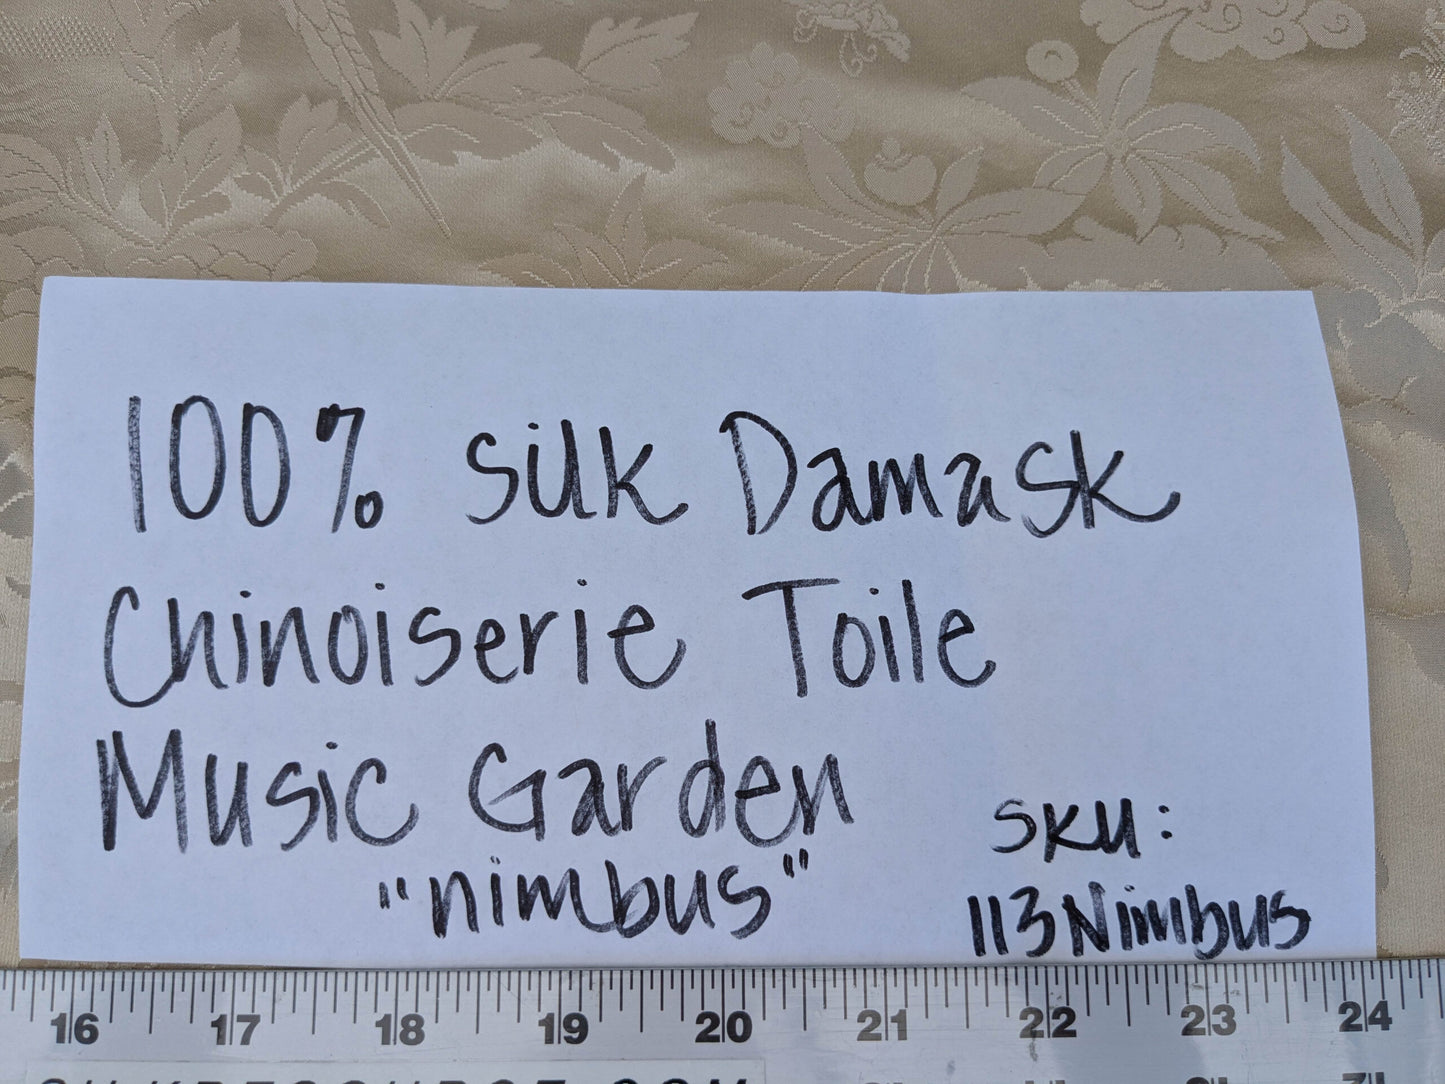 100% Silk Damask
Chinoiserie Toile
Music Garden
"nimbus"
SKU:
113Nimbus
16 17 18 19 20 21 22 23 24